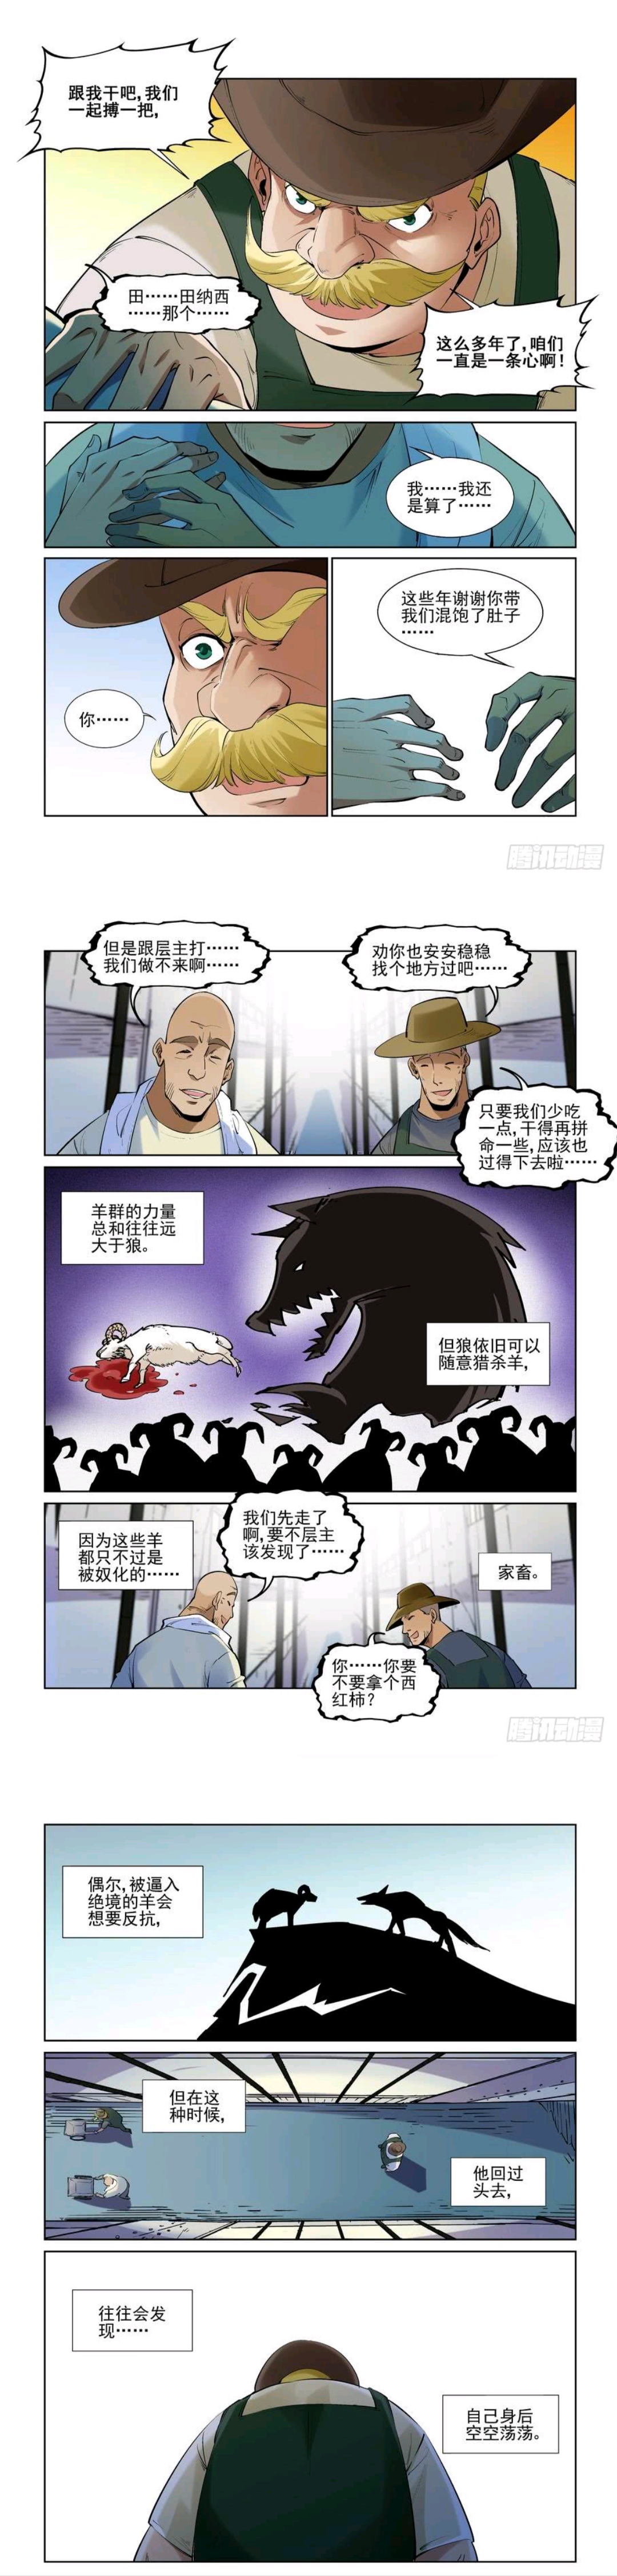 跟我干吧,我们
一起搏一把,
田……田纳西
……那个……
这么多年了,咱们
一直是一条心啊!
我……我还
是算了……
你……
这些年谢谢你带
我们混饱了肚子
……
腾讯动漫
但是跟层主打……
我们做不来啊……
劝你也安安稳稳
找个地方过吧……
只要我们少吃
一点,干得再拼
命一些,应该也
过得下去啦……
羊群的力量
总和往往远
大于狼。
但狼依旧可以
随意猎杀羊,
因为这些羊
都只不过是
被奴化的……
我们先走了
啊,要不层主
该发现了……
家畜。
你……你要
不要拿个西
红柿?
腾讯动漫
偶尔,被逼入
绝境的羊会
想要反抗,
但在这
种时候,
他回过
头去,
往往会发
现……
自己身后
空空荡荡。